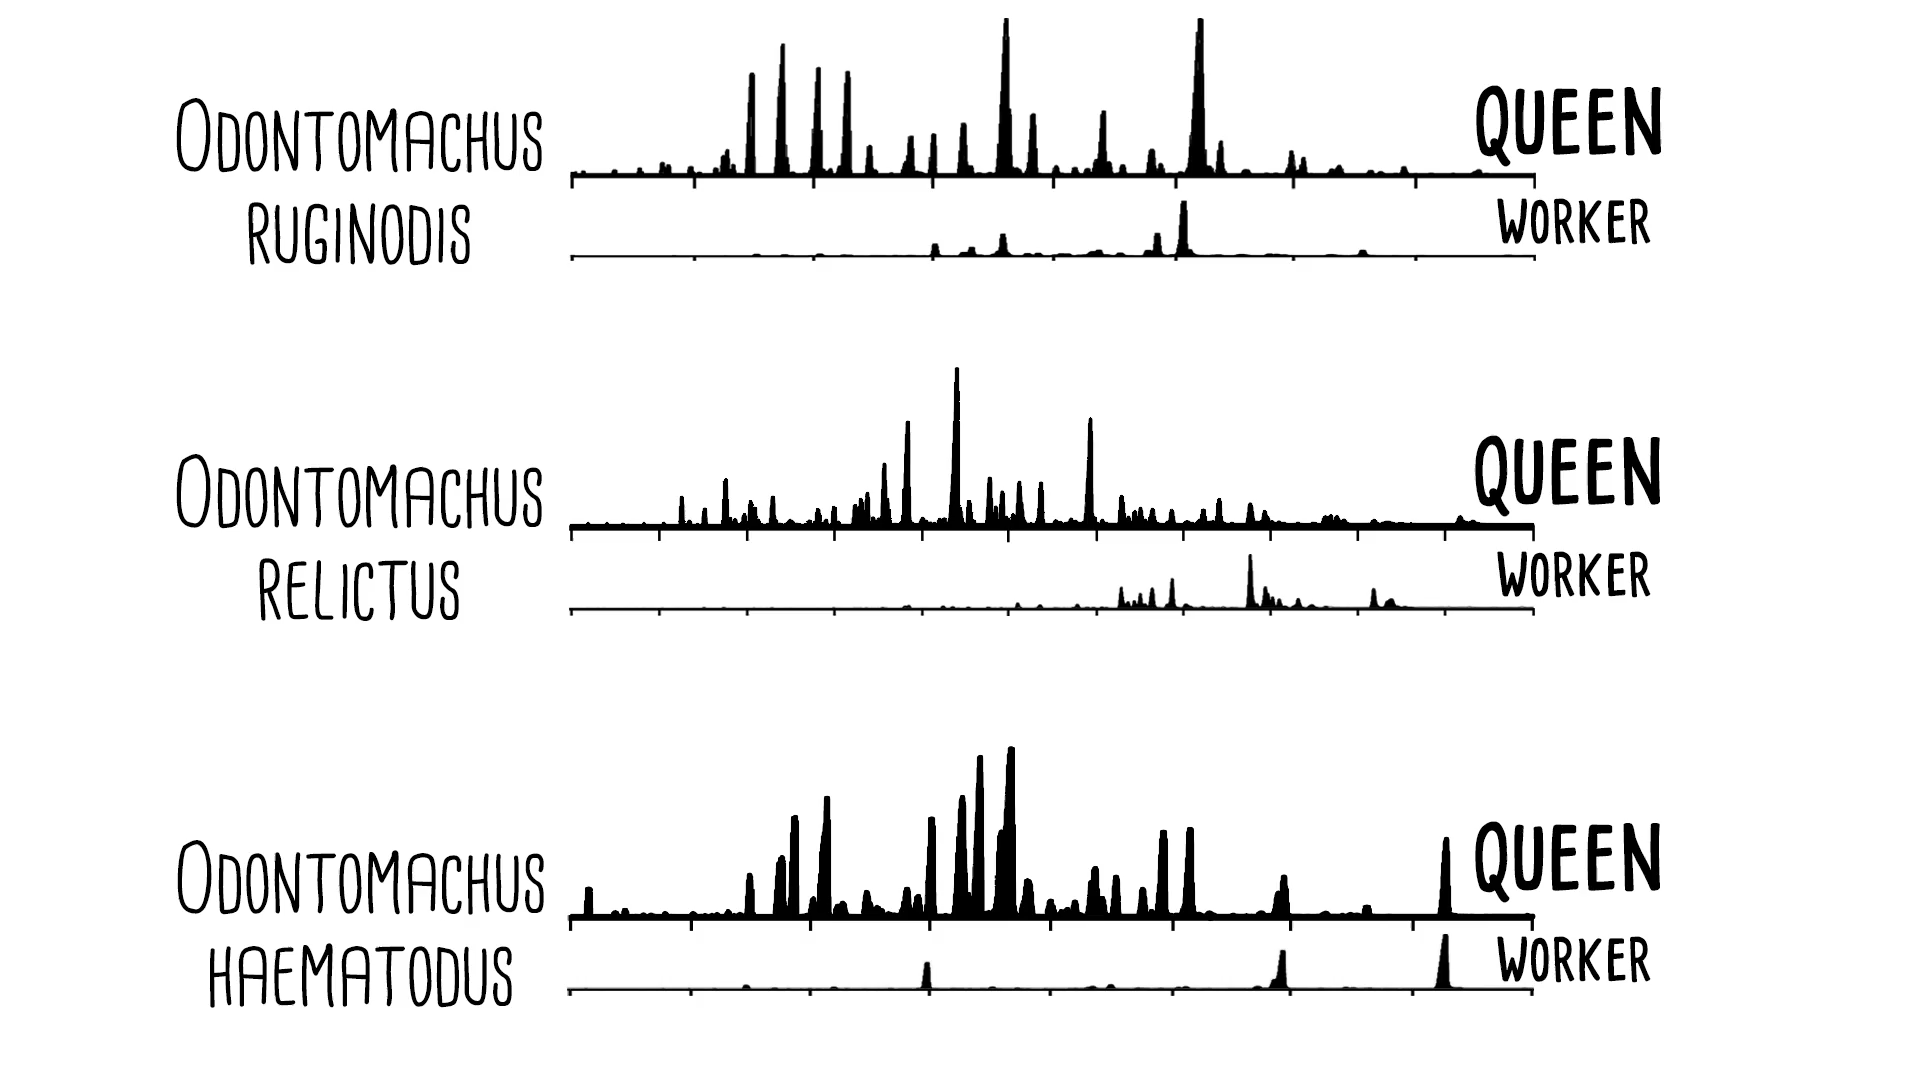 ODONTOMACHUS
RUGINODIS
QUEEN
WORKER
ODONTOMACHUS
RELICTUS
QUEEN
WORKER
ODONTOMACHUS
HAEMATODUS
QUEEN
WORKER